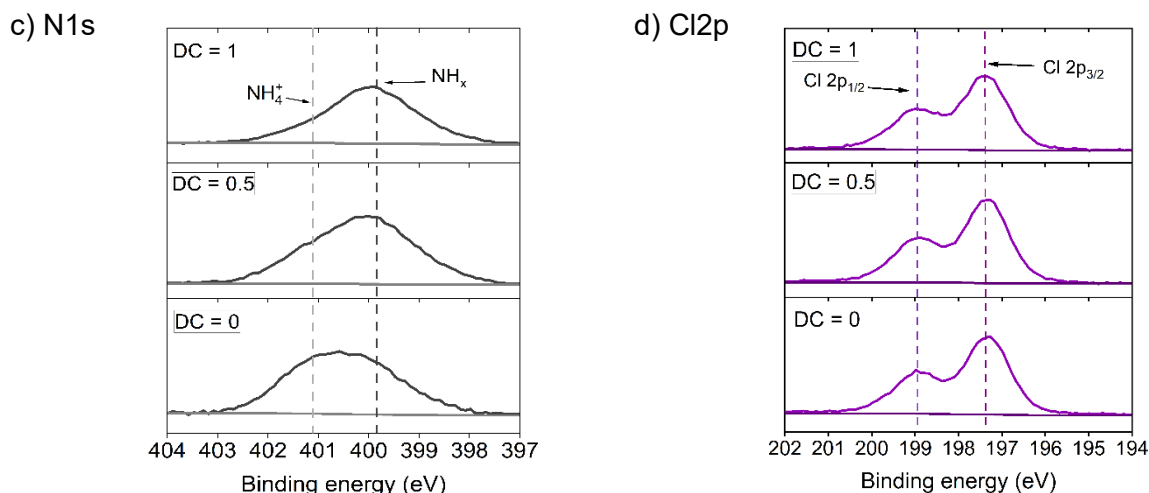 c) N1s
DC = 1
NH₄⁺
NHₓ
DC = 0.5
DC = 0
404 403 402 401 400 399 398 397
Binding energy (eV)
d) Cl2p
DC = 1
Cl 2p₁/₂
Cl 2p₃/₂
DC = 0.5
DC = 0
202 201 200 199 198 197 196 195 194
Binding energy (eV)